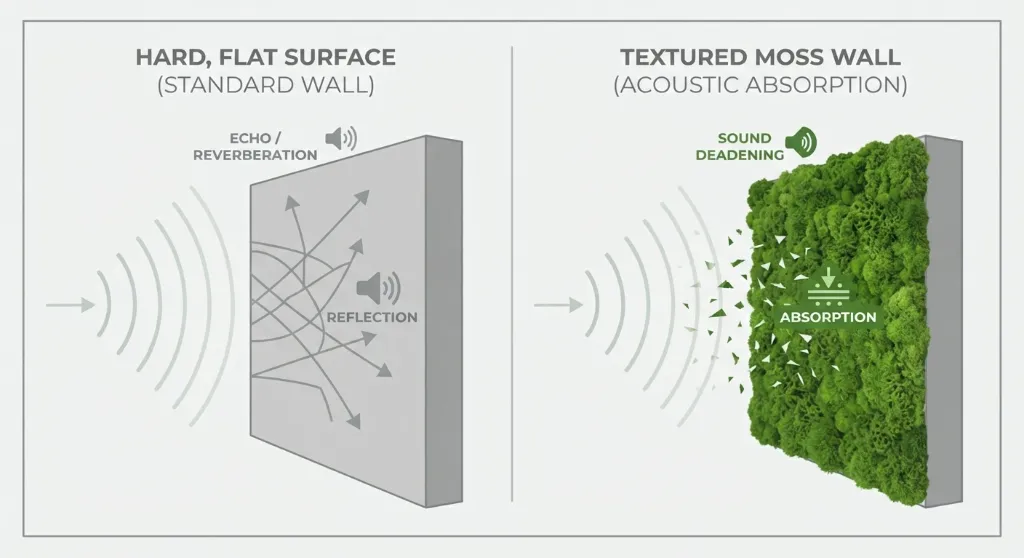 HARD, FLAT SURFACE
(STANDARD WALL)
ECHO /
REVERBERATION
REFLECTION
TEXTURED MOSS WALL
(ACOUSTIC ABSORPTION)
SOUND
DEADENING
ABSORPTION